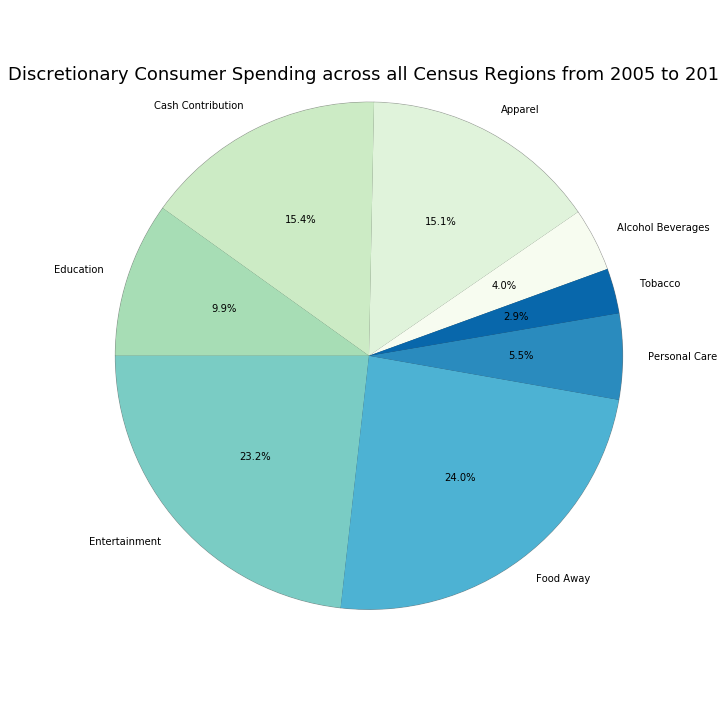 Discretionary Consumer Spending across all Census Regions from 2005 to 201
Cash Contribution
Apparel
15.4%
15.1%
Alcohol Beverages
Education
4.0%
Tobacco
9.9%
2.9%
5.5%
Personal Care
23.2%
24.0%
Entertainment
Food Away